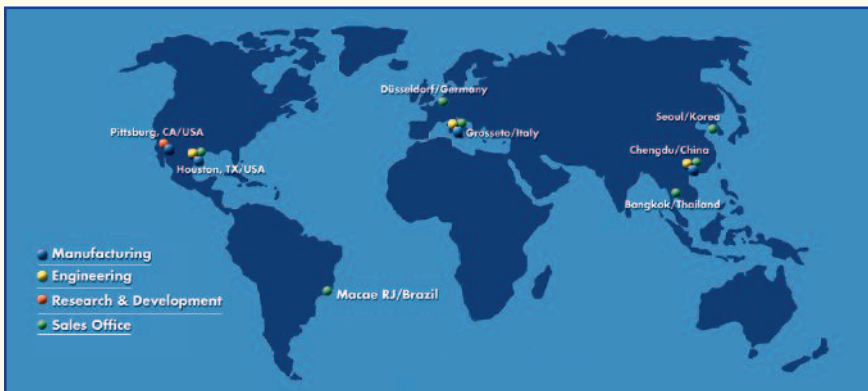 Düsseldorf/Germany
Seoul/Korea
Pittsburg, CA/USA
Grosseto/Italy
Chengdu/China
Houston, TX/USA
Bangkok/Thailand
Manufacturing
Engineering
Research & Development
Macae RJ/Brazil
Sales Office